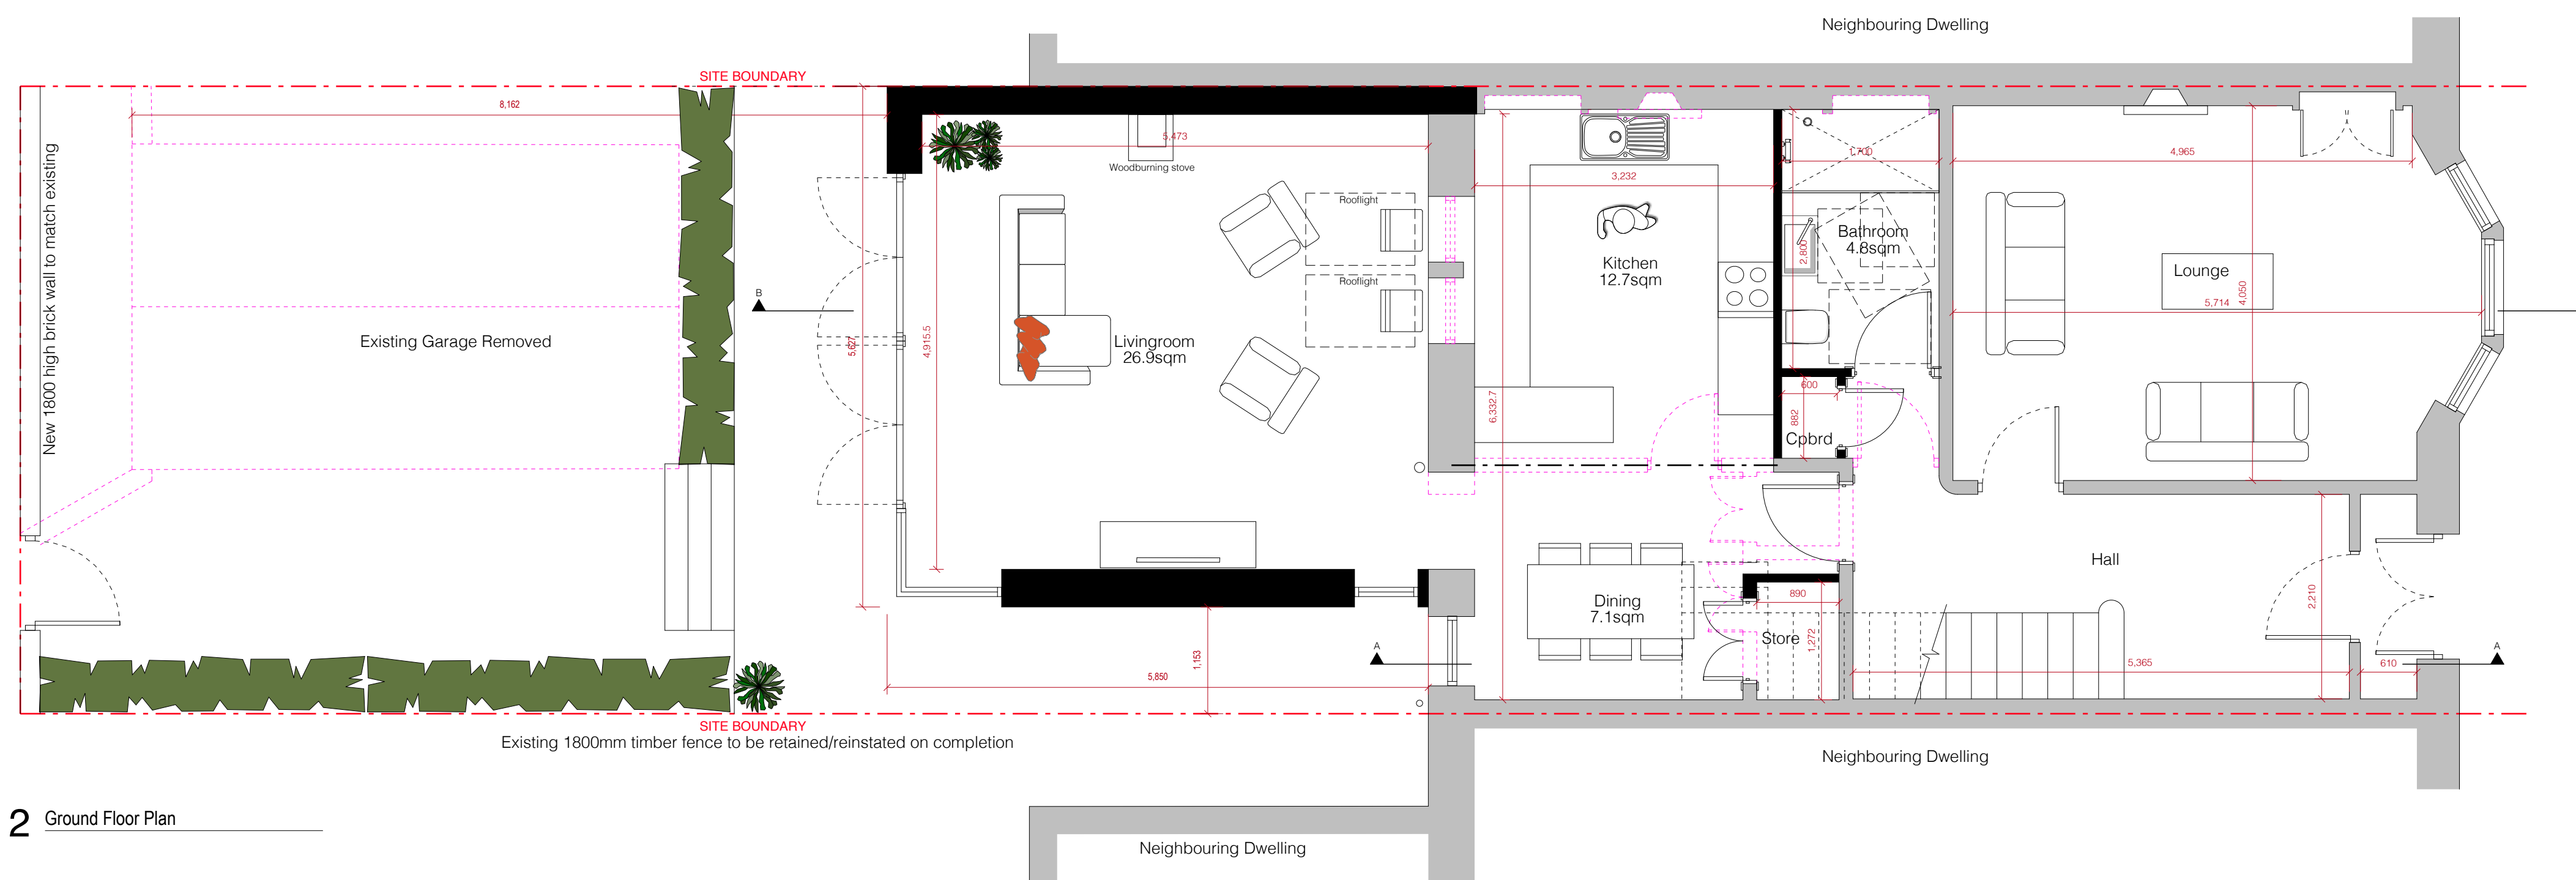 Neighbouring Dwelling
SITE BOUNDARY
8,162
New 1800 high brick wall to match existing
Existing Garage Removed
B
5,627
4,915.5
5,473
Woodburning stove
Rooflight
Rooflight
Livingroom
26.9sqm
3,232
Kitchen
12.7sqm
6,332.7
1,700
2,800
Bathroom
4.8sqm
600
882
Cpbrd
4,965
Lounge
5,714
4,050
Hall
2,210
Dining
7.1sqm
890
Store
1,272
5,365
610
A
A
1,153
5,850
SITE BOUNDARY
Existing 1800mm timber fence to be retained/reinstated on completion
Neighbouring Dwelling
2 Ground Floor Plan
Neighbouring Dwelling